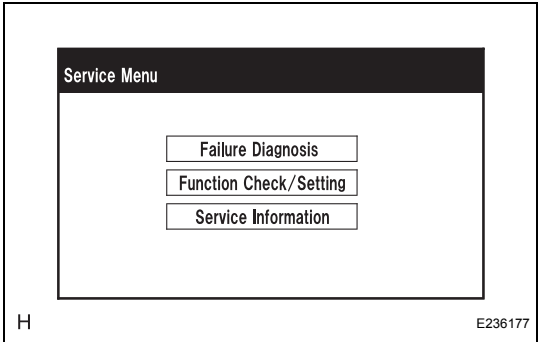 Service Menu
Failure Diagnosis
Function Check/Setting
Service Information
H
E236177